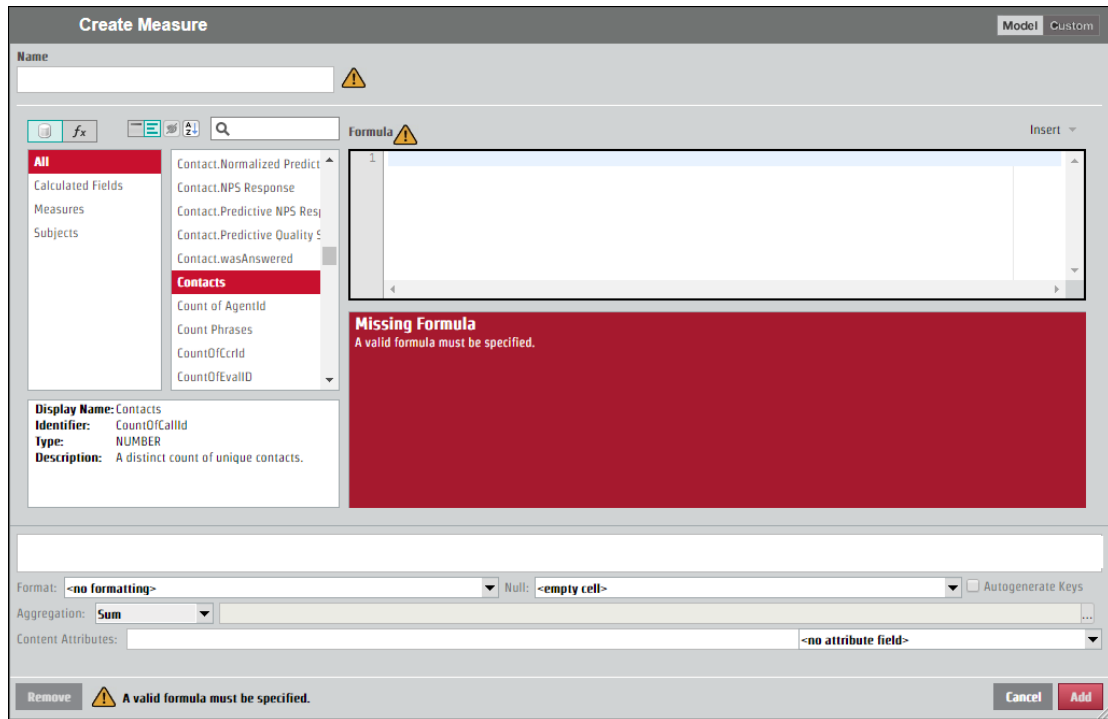 Create Measure
Model Custom
Name
fx
Formula
Insert
All
Calculated Fields
Measures
Subjects
Contact.Normalized Predict
Contact.NPS Response
Contact.Predictive NPS Resp
Contact.Predictive Quality S
Contact.wasAnswered
Contacts
Count of AgentId
Count Phrases
CountOfCcrId
CountOfEvalID
1
Missing Formula
A valid formula must be specified.
Display Name: Contacts
Identifier: CountOfCallId
Type: NUMBER
Description: A distinct count of unique contacts.
Format: <no formatting> Null: <empty cell> Autogenerate Keys
Aggregation: Sum ...
Content Attributes: <no attribute field>
Remove A valid formula must be specified. Cancel Add